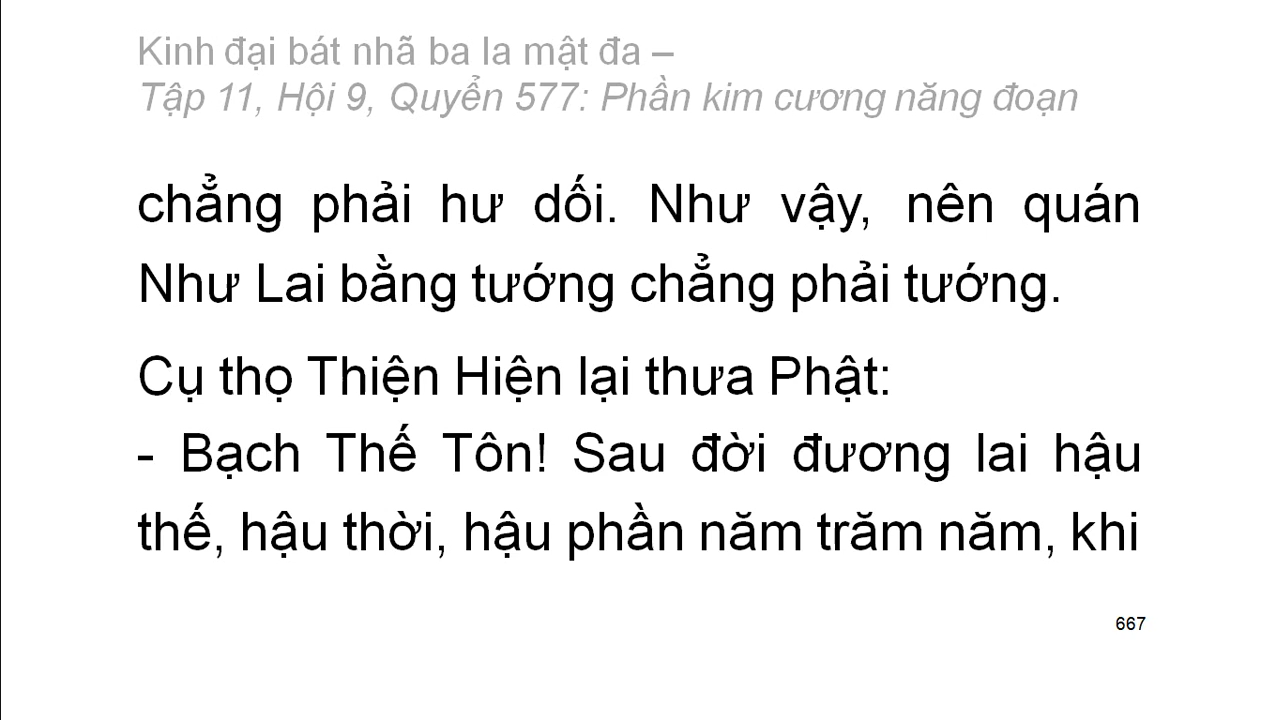 Kinh đại bát nhã ba la mật đa –
Tập 11, Hội 9, Quyển 577: Phần kim cương năng đoạn
chẳng phải hư dối. Như vậy, nên quán
Như Lai bằng tướng chẳng phải tướng.
Cụ thọ Thiện Hiện lại thưa Phật:
- Bạch Thế Tôn! Sau đời đương lai hậu
thế, hậu thời, hậu phần năm trăm năm, khi
667